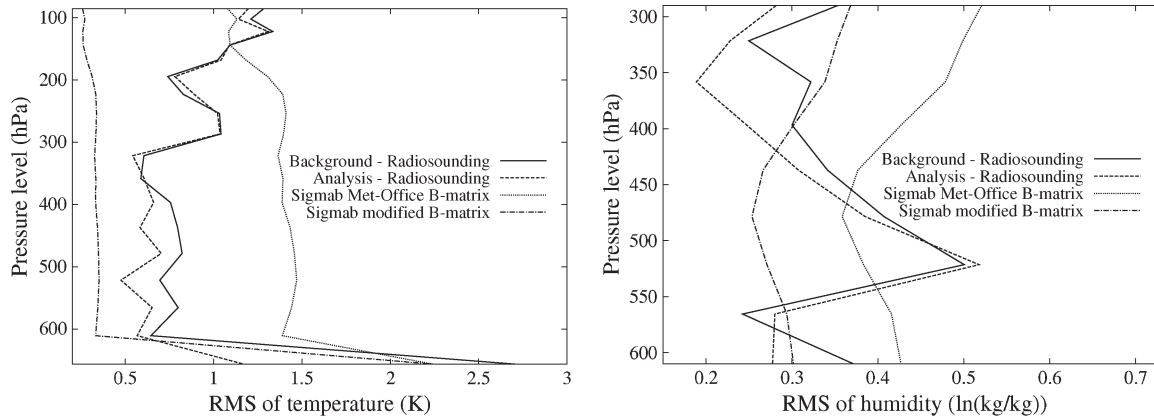 100
200
300
400
500
600
Pressure level (hPa)
Background - Radiosounding
Analysis - Radiosounding
Sigmab Met-Office B-matrix
Sigmab modified B-matrix
0.5
1
1.5
2
2.5
3
RMS of temperature (K)
300
350
400
450
500
550
600
Pressure level (hPa)
Background - Radiosounding
Analysis - Radiosounding
Sigmab Met-Office B-matrix
Sigmab modified B-matrix
0.2
0.3
0.4
0.5
0.6
0.7
RMS of humidity (ln(kg/kg))